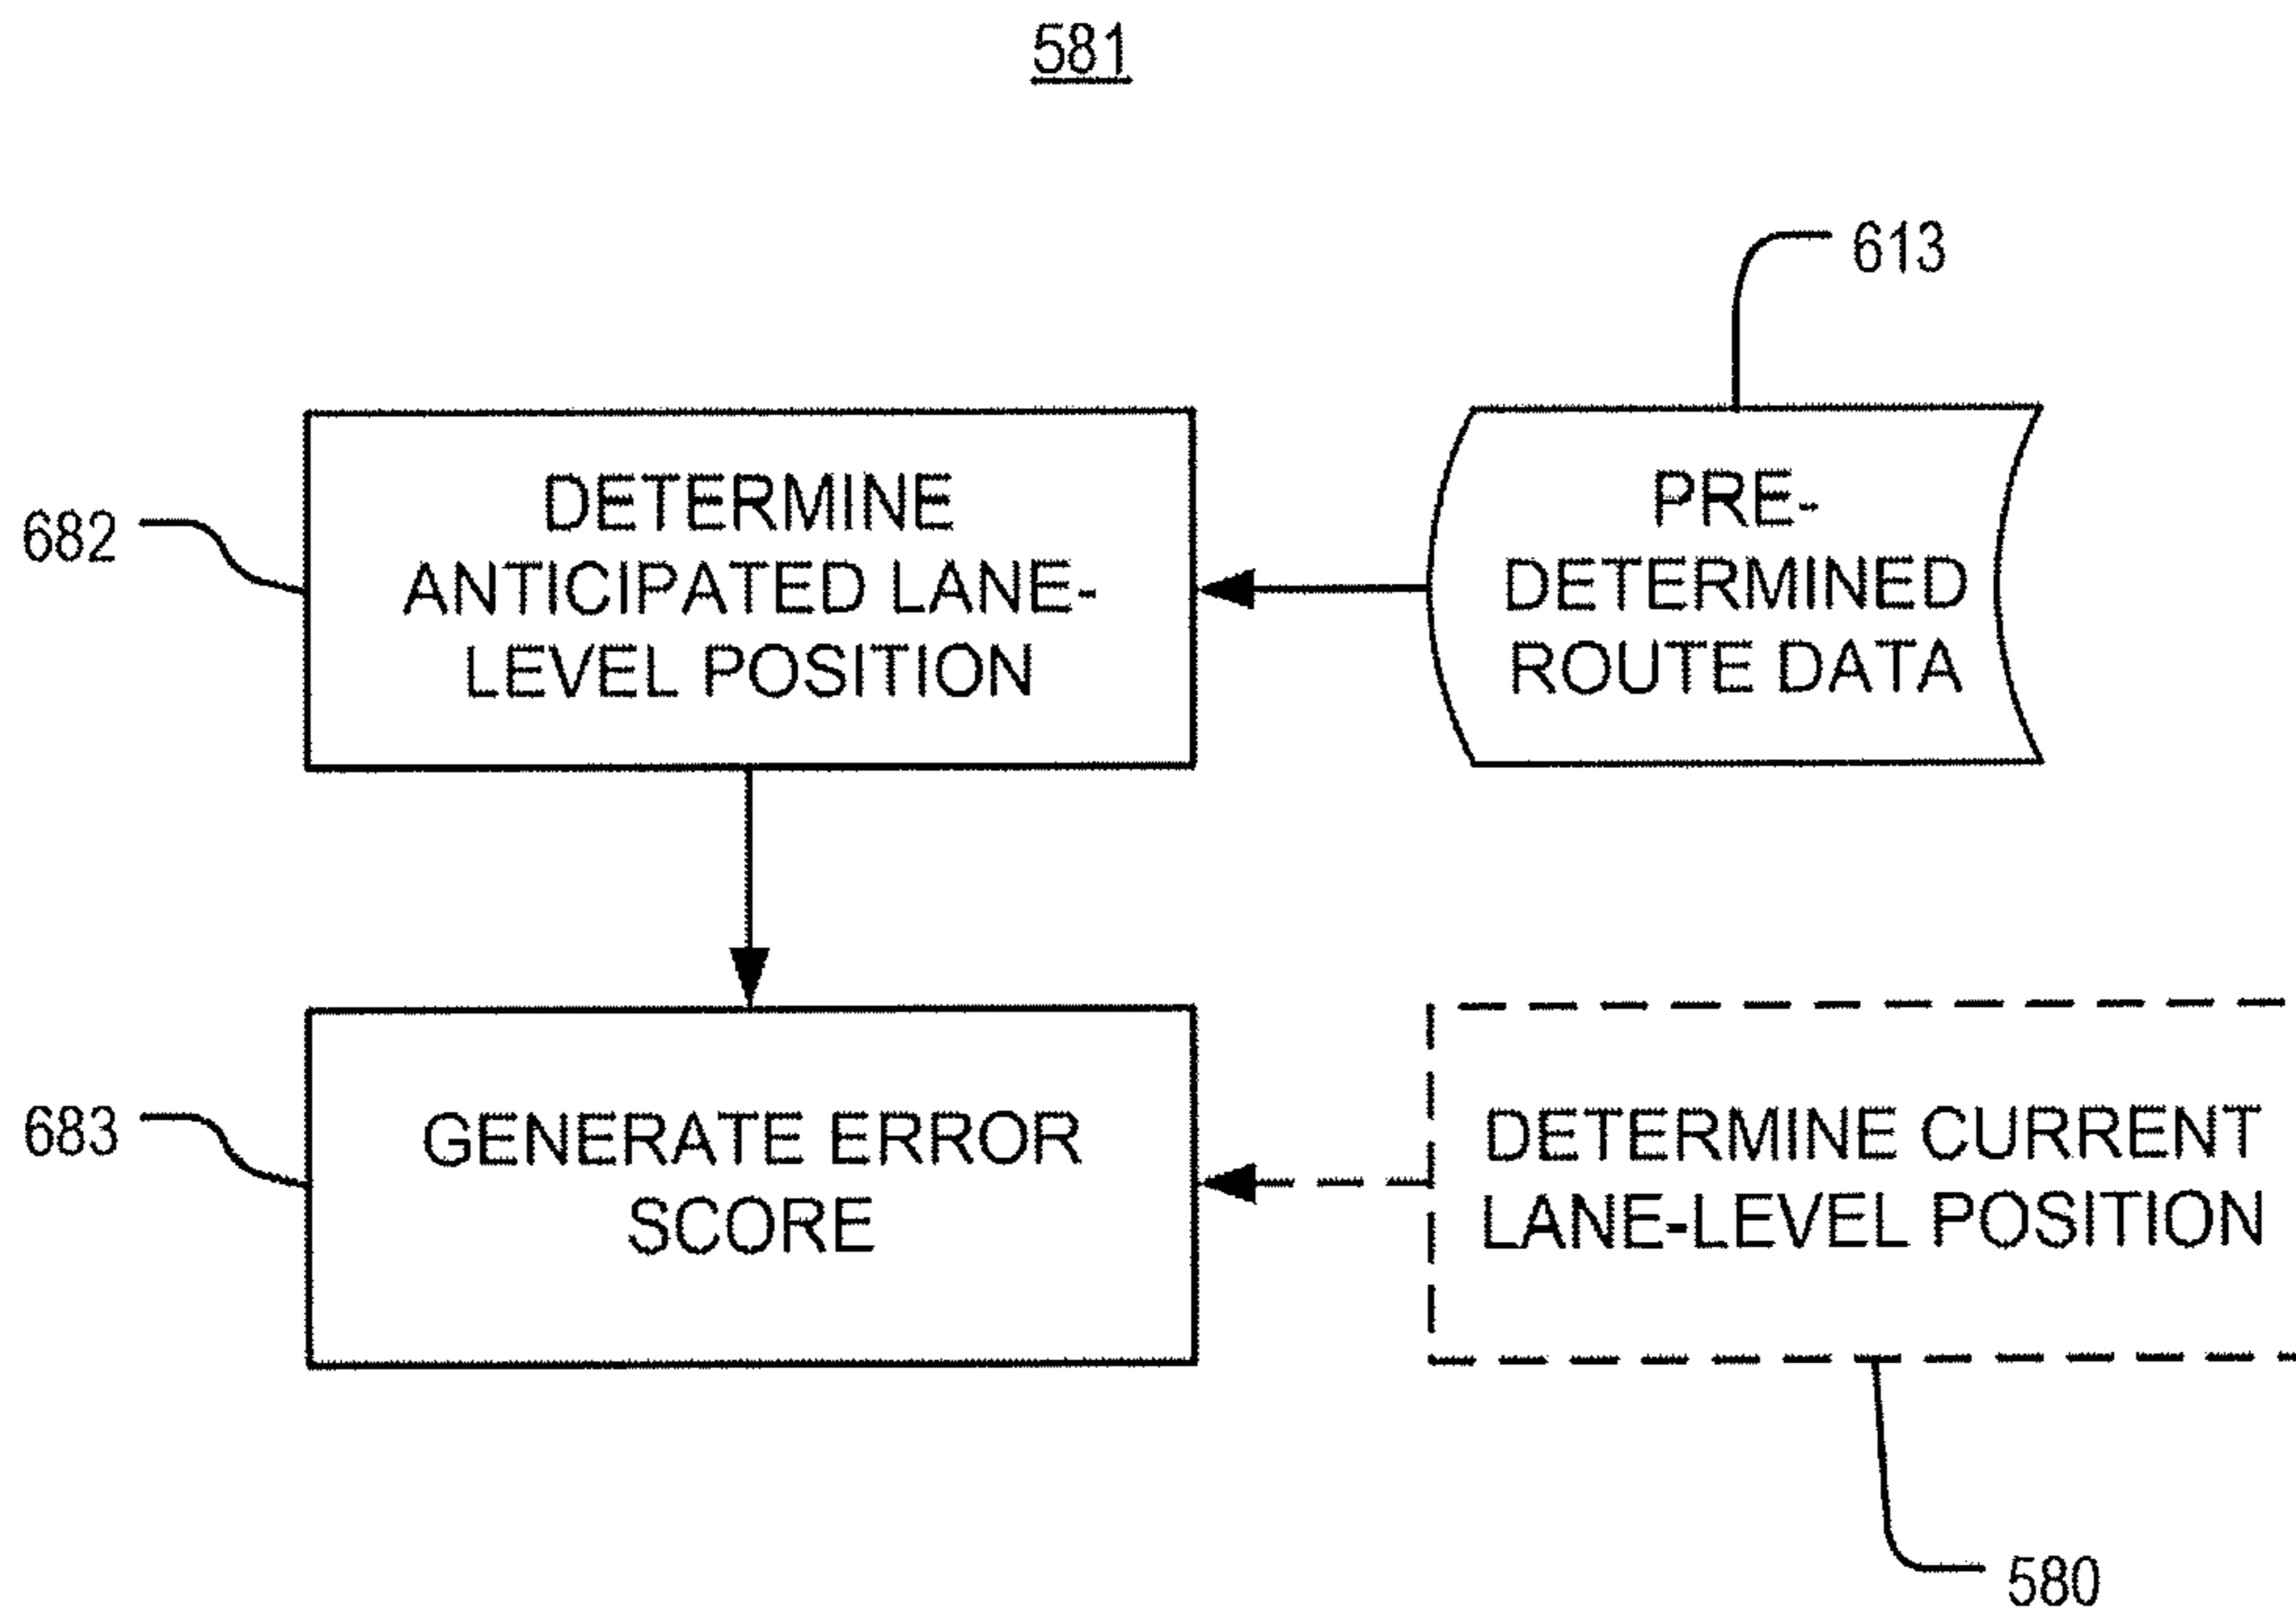 581
613
682
DETERMINE
ANTICIPATED LANE-
LEVEL POSITION
PRE-
DETERMINED
ROUTE DATA
683
GENERATE ERROR
SCORE
DETERMINE CURRENT
LANE-LEVEL POSITION
580